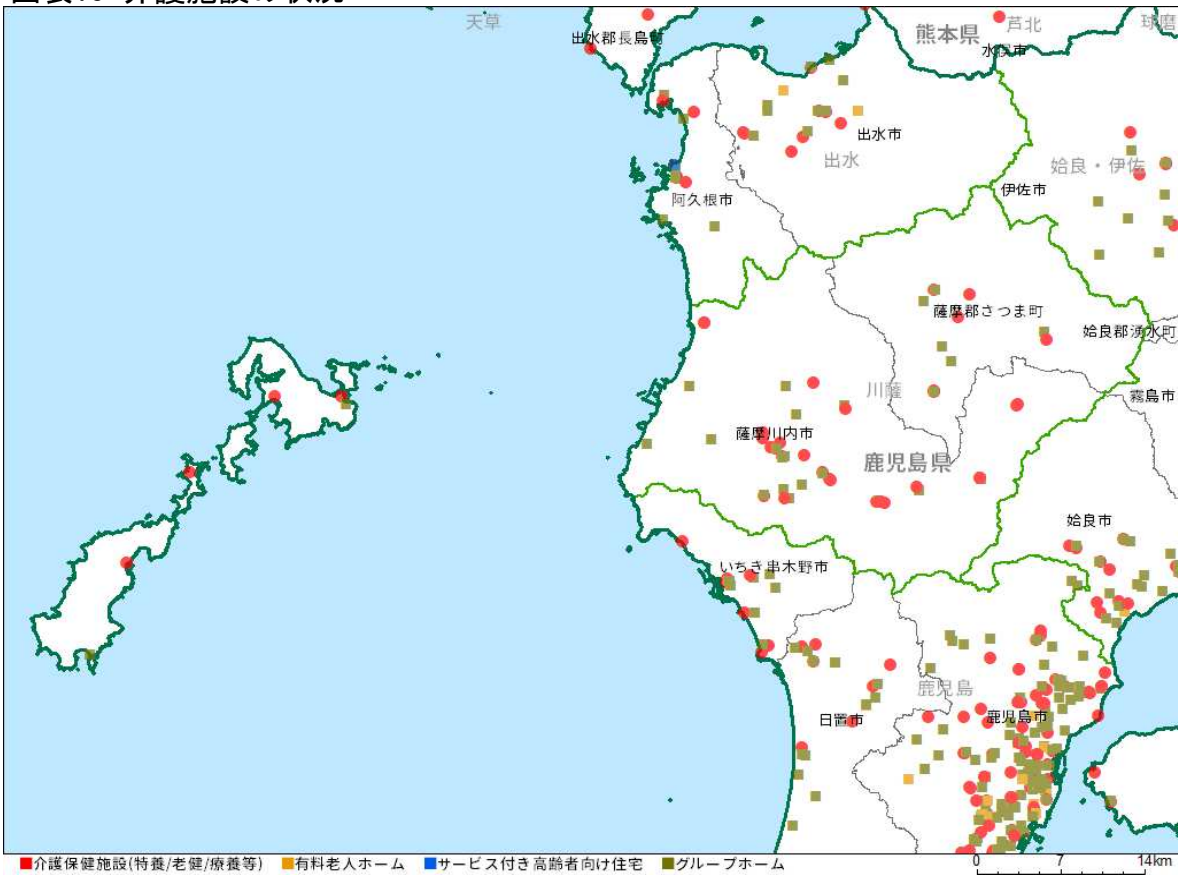 天草
出水郡長島町
熊本県
芦北
球磨
水俣市
出水市
出水
姶良・伊佐
伊佐市
阿久根市
薩摩郡さつま町
姶良郡湧水町
川薩
霧島市
薩摩川内市
鹿児島県
姶良市
いちき串木野市
鹿児島
日置市
鹿児島市
介護保健施設(特養/老健/療養等) 有料老人ホーム サービス付き高齢者向け住宅 グループホーム
0 7 14km